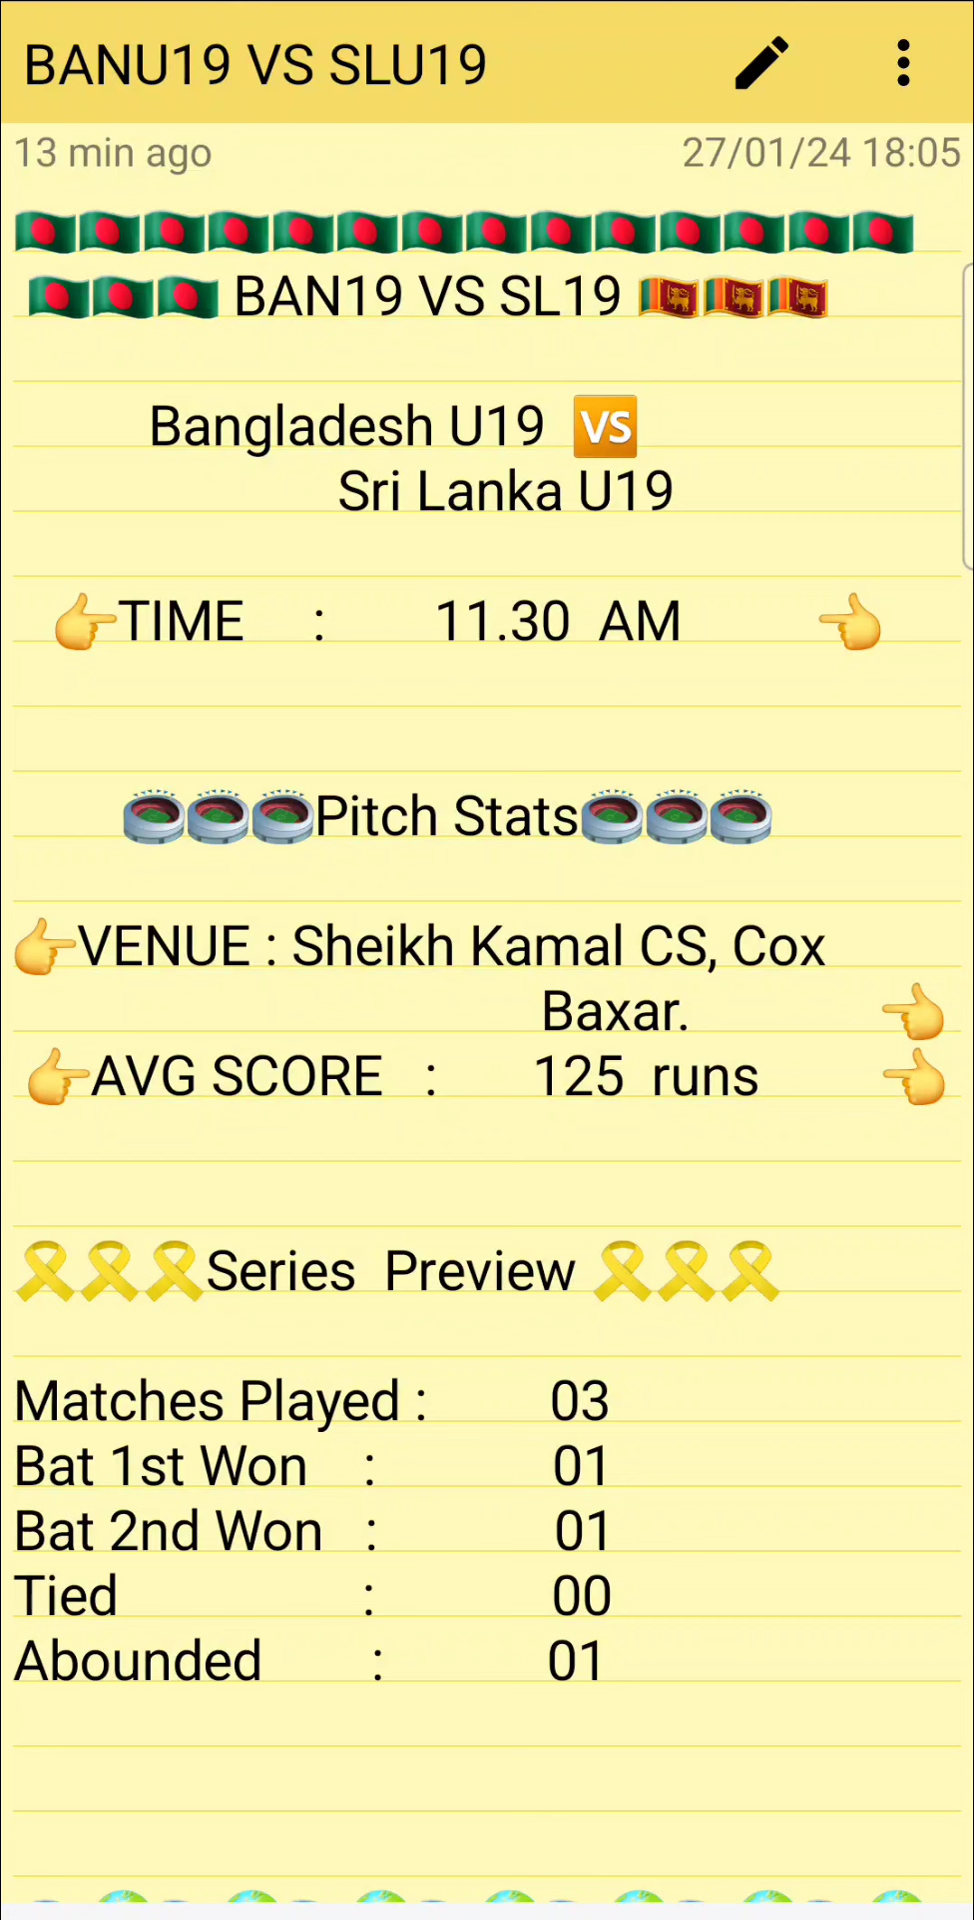 BANU19 VS SLU19
13 min ago 27/01/24 18:05
🇧🇩🇧🇩🇧🇩🇧🇩🇧🇩🇧🇩🇧🇩🇧🇩🇧🇩🇧🇩🇧🇩🇧🇩🇧🇩🇧🇩
🇧🇩🇧🇩🇧🇩 BAN19 VS SL19 🇱🇰🇱🇰🇱🇰
Bangladesh U19 🆚
Sri Lanka U19
👉TIME : 11.30 AM 👈
🏟️🏟️🏟️Pitch Stats🏟️🏟️🏟️
👉VENUE : Sheikh Kamal CS, Cox
Baxar. 👈
👉AVG SCORE : 125 runs 👈
🎗️🎗️🎗️Series Preview 🎗️🎗️🎗️
Matches Played : 03
Bat 1st Won : 01
Bat 2nd Won : 01
Tied : 00
Abounded : 01